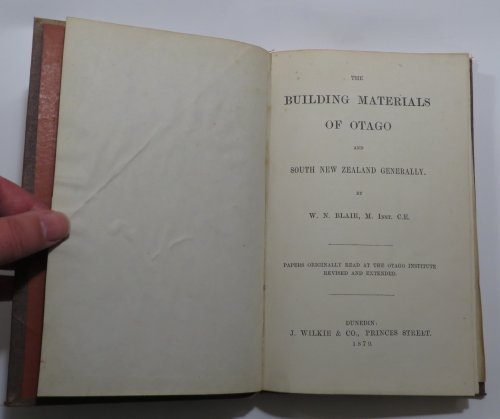 THE
BUILDING MATERIALS
OF OTAGO
AND
SOUTH NEW ZEALAND GENERALLY.
BY
W. N. BLAIR, M. INST. C.E.
PAPERS ORIGINALLY READ AT THE OTAGO INSTITUTE
REVISED AND EXTENDED.
DUNEDIN:
J. WILKIE & CO., PRINCES STREET.
1879.